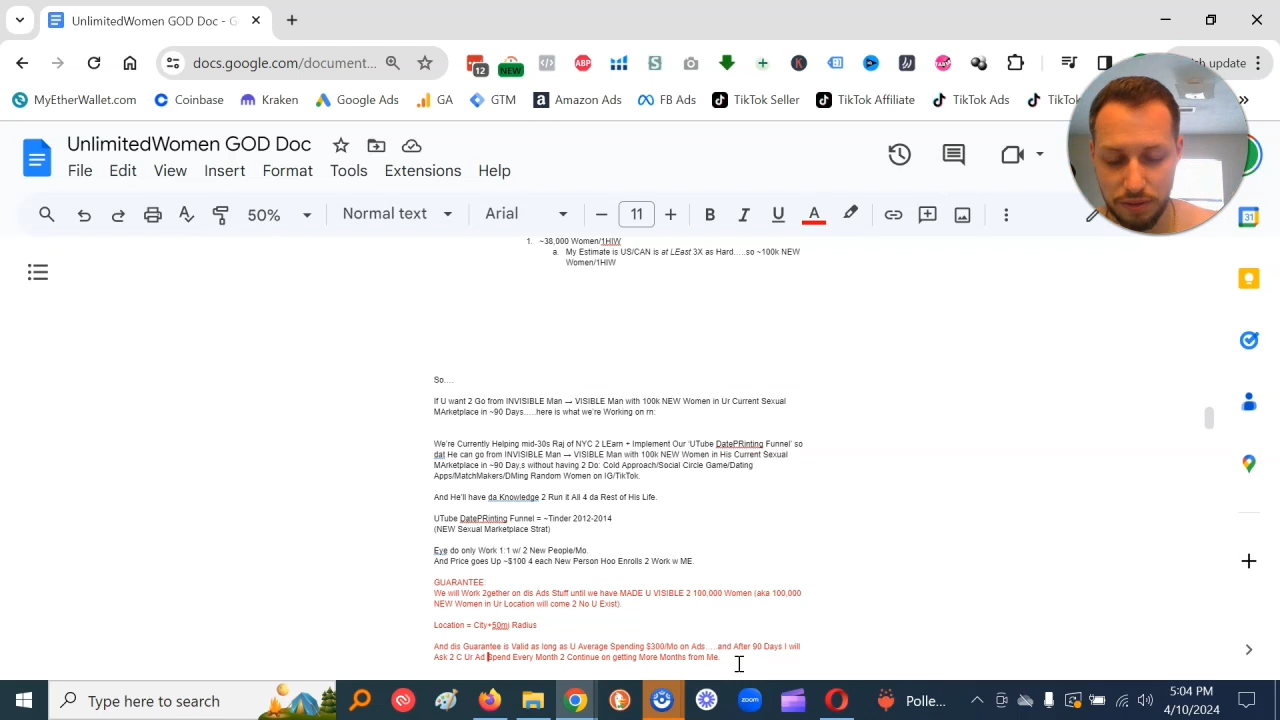 UnlimitedWomen GOD Doc - G
docs.google.com/document...
12
NEW
ABP
h update
MyEtherWallet.com
Coinbase
Kraken
Google Ads
GA
GTM
Amazon Ads
FB Ads
TikTok Seller
TikTok Affiliate
TikTok Ads
TikTok
UnlimitedWomen GOD Doc
File Edit View Insert Format Tools Extensions Help
50%
Normal text
Arial
11
31
1. ~38,000 Women/1HIW
a. My Estimate is US/CAN is at LEast 3X as Hard.....so ~100k NEW
Women/1HIW
So....
If U want 2 Go from INVISIBLE Man → VISIBLE Man with 100k NEW Women in Ur Current Sexual
MArketplace in ~90 Days.....here is what we're Working on rn:
We're Currently Helping mid-30s Raj of NYC 2 LEarn + Implement Our 'UTube DatePRinting Funnel' so
dat He can go from INVISIBLE Man → VISIBLE Man with 100k NEW Women in His Current Sexual
MArketplace in ~90 Day,s without having 2 Do: Cold Approach/Social Circle Game/Dating
Apps/MatchMakers/DMing Random Women on IG/TikTok.
And He'll have da Knowledge 2 Run it All 4 da Rest of His Life.
UTube DatePRinting Funnel = ~Tinder 2012-2014
(NEW Sexual Marketplace Strat)
Eye do only Work 1:1 w/ 2 New People/Mo.
And Price goes Up ~$100 4 each New Person Hoo Enrolls 2 Work w ME.
GUARANTEE:
We will Work 2gether on dis Ads Stuff until we have MADE U VISIBLE 2 100,000 Women (aka 100,000
NEW Women in Ur Location will come 2 No U Exist).
Location = City+50mi Radius
And dis Guarantee is Valid as long as U Average Spending $300/Mo on Ads.....and After 90 Days I will
Ask 2 C Ur Ad Spend Every Month 2 Continue on getting More Months from Me.
Type here to search
zoom
Polle...
5:04 PM
4/10/2024